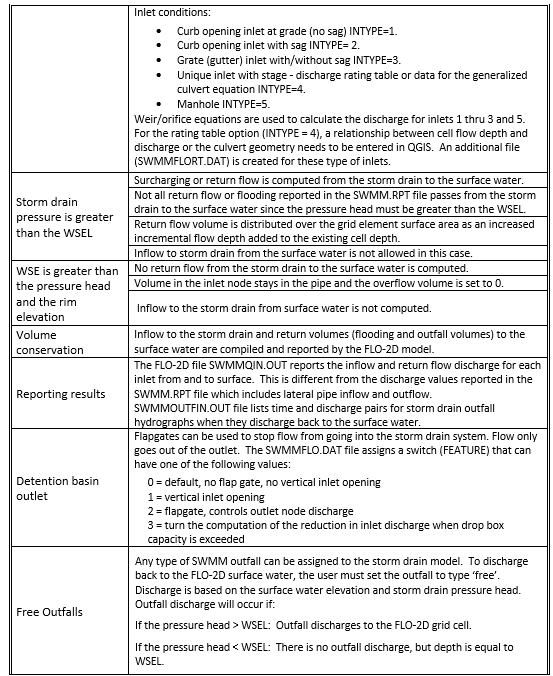 Inlet conditions:
• Curb opening inlet at grade (no sag) INTYPE=1.
• Curb opening inlet with sag INTYPE= 2.
• Grate (gutter) inlet with/without sag INTYPE=3.
• Unique inlet with stage - discharge rating table or data for the generalized
culvert equation INTYPE=4.
• Manhole INTYPE=5.
Weir/orifice equations are used to calculate the discharge for inlets 1 thru 3 and 5.
For the rating table option (INTYPE = 4), a relationship between cell flow depth and
discharge or the culvert geometry needs to be entered in QGIS. An additional file
(SWMMFLORT.DAT) is created for these type of inlets.
Storm drain
pressure is greater
than the WSEL
Surcharging or return flow is computed from the storm drain to the surface water.
Not all return flow or flooding reported in the SWMM.RPT file passes from the storm
drain to the surface water since the pressure head must be greater than the WSEL.
Return flow volume is distributed over the grid element surface area as an increased
incremental flow depth added to the existing cell depth.
Inflow to storm drain from the surface water is not allowed in this case.
WSE is greater than
the pressure head
and the rim
elevation
No return flow from the storm drain to the surface water is computed.
Volume in the inlet node stays in the pipe and the overflow volume is set to 0.
Inflow to the storm drain from surface water is not computed.
Volume
conservation
Inflow to the storm drain and return volumes (flooding and outfall volumes) to the
surface water are compiled and reported by the FLO-2D model.
Reporting results
The FLO-2D file SWMMQIN.OUT reports the inflow and return flow discharge for each
inlet from and to surface. This is different from the discharge values reported in the
SWMM.RPT file which includes lateral pipe inflow and outflow.
SWMMOUTFIN.OUT file lists time and discharge pairs for storm drain outfall
hydrographs when they discharge back to the surface water.
Detention basin
outlet
Flapgates can be used to stop flow from going into the storm drain system. Flow only
goes out of the outlet. The SWMMFLO.DAT file assigns a switch (FEATURE) that can
have one of the following values:
0 = default, no flap gate, no vertical inlet opening
1 = vertical inlet opening
2 = flapgate, controls outlet node discharge
3 = turn the computation of the reduction in inlet discharge when drop box
capacity is exceeded
Free Outfalls
Any type of SWMM outfall can be assigned to the storm drain model. To discharge
back to the FLO-2D surface water, the user must set the outfall to type ‘free’.
Discharge is based on the surface water elevation and storm drain pressure head.
Outfall discharge will occur if:
If the pressure head > WSEL: Outfall discharges to the FLO-2D grid cell.
If the pressure head < WSEL: There is no outfall discharge, but depth is equal to
WSEL.